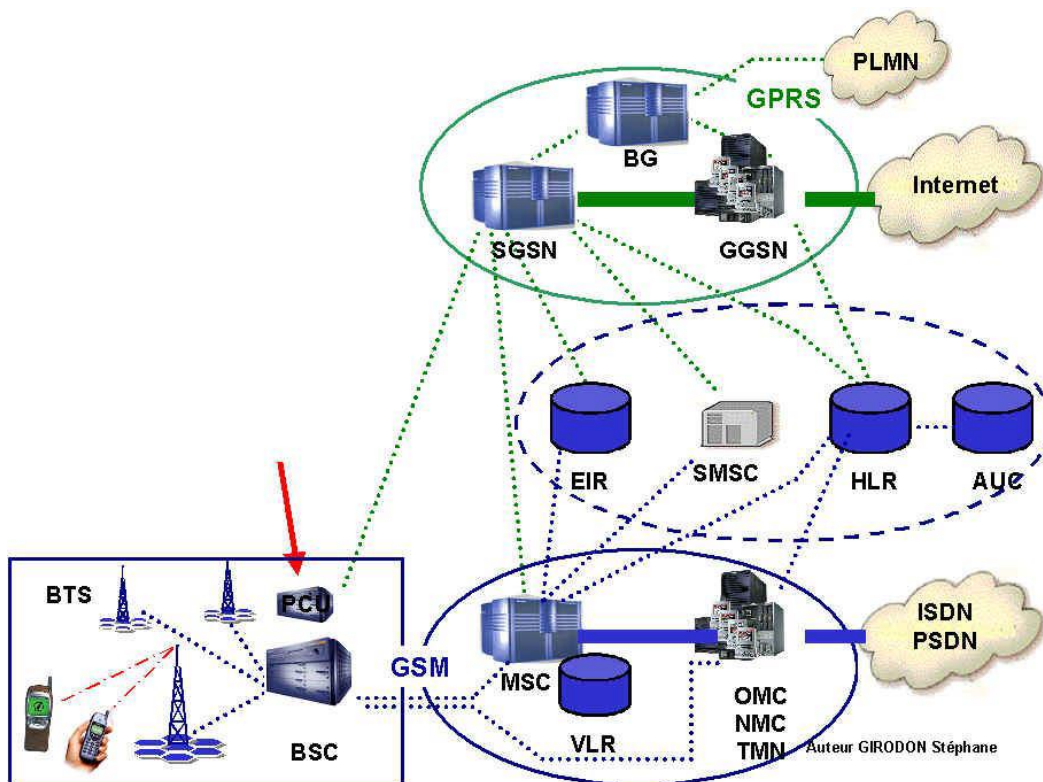 PLMN
GPRS
BG
Internet
SGSN
GGSN
EIR
SMSC
HLR
AUC
BTS
PCU
GSM
MSC
ISDN
PSDN
BSC
VLR
OMC
NMC
TMN
Auteur GIRODON Stéphane